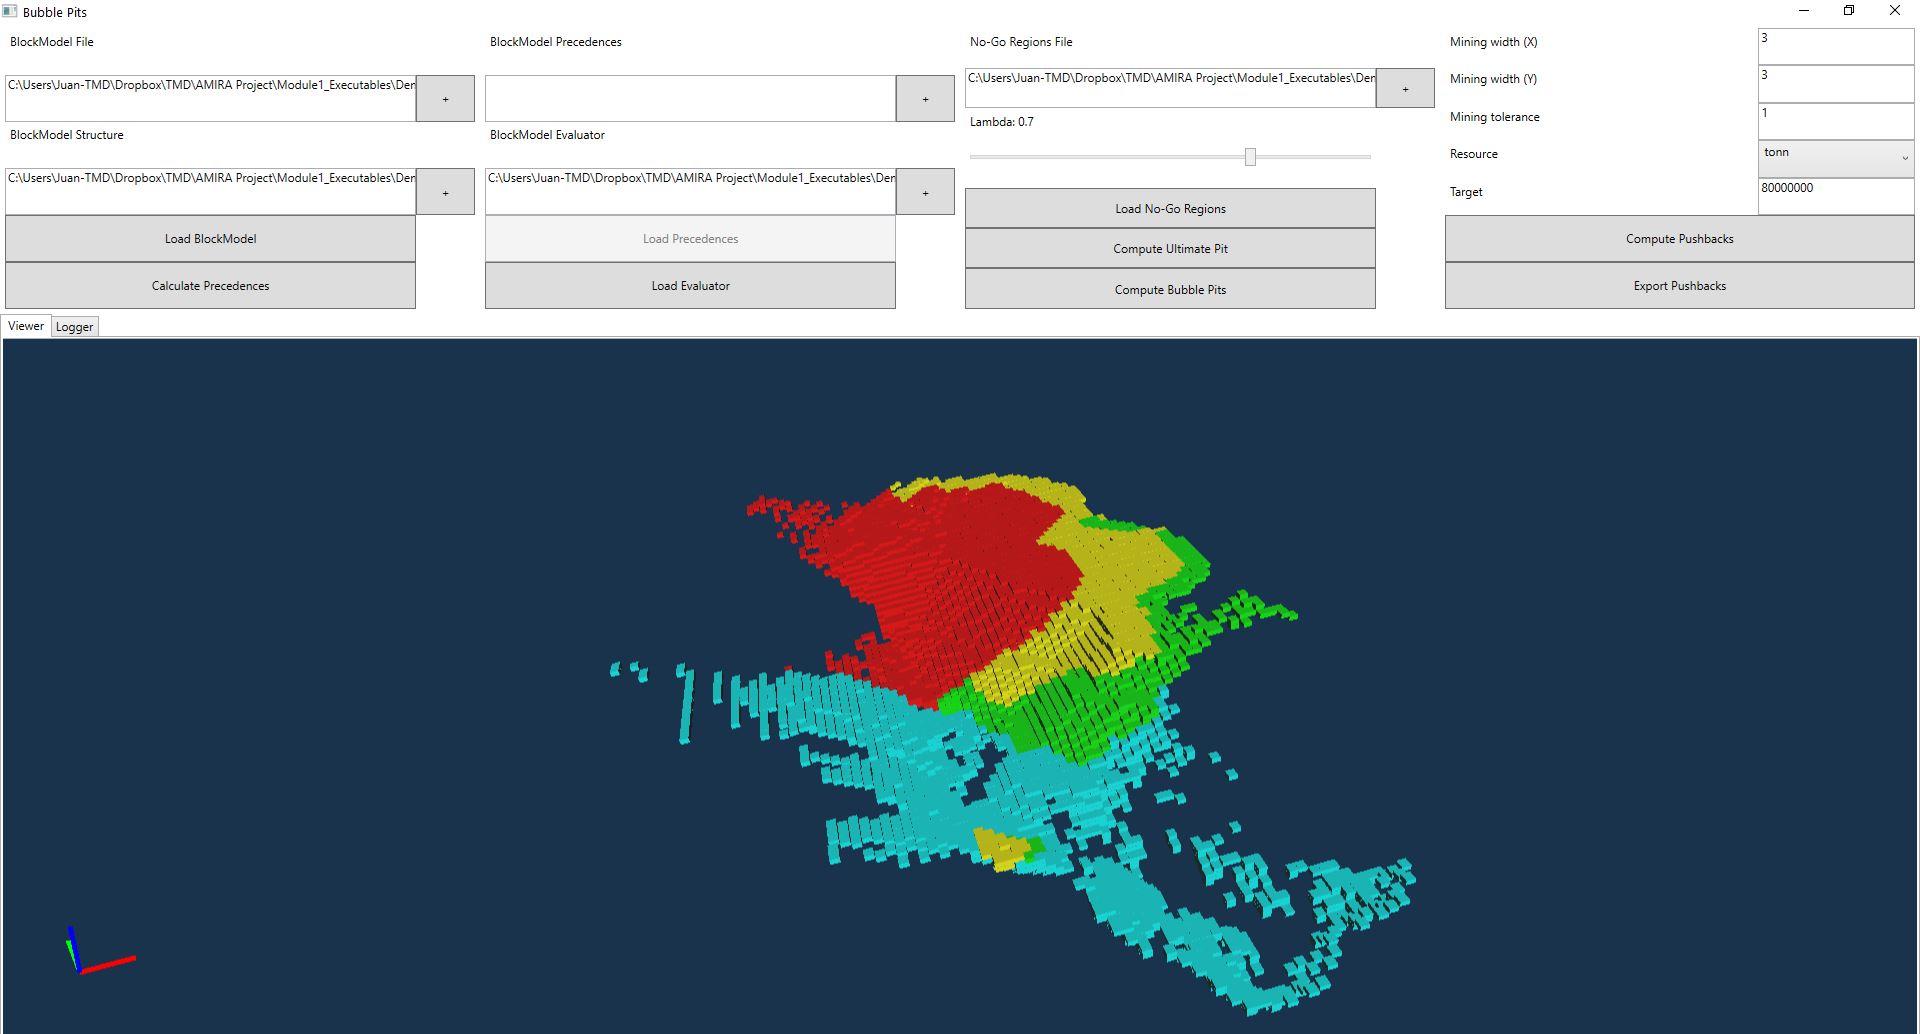 Bubble Pits
BlockModel File
C:\Users\Juan-TMD\Dropbox\TMD\AMIRA Project\Module1_Executables\Der
+
BlockModel Structure
C:\Users\Juan-TMD\Dropbox\TMD\AMIRA Project\Module1_Executables\Der
+
Load BlockModel
Calculate Precedences
BlockModel Precedences
+
BlockModel Evaluator
C:\Users\Juan-TMD\Dropbox\TMD\AMIRA Project\Module1_Executables\Der
+
Load Precedences
Load Evaluator
No-Go Regions File
C:\Users\Juan-TMD\Dropbox\TMD\AMIRA Project\Module1_Executables\Der
+
Lambda: 0.7
Load No-Go Regions
Compute Ultimate Pit
Compute Bubble Pits
Mining width (X) 3
Mining width (Y) 3
Mining tolerance 1
Resource tonn
Target 80000000
Compute Pushbacks
Export Pushbacks
Viewer Logger